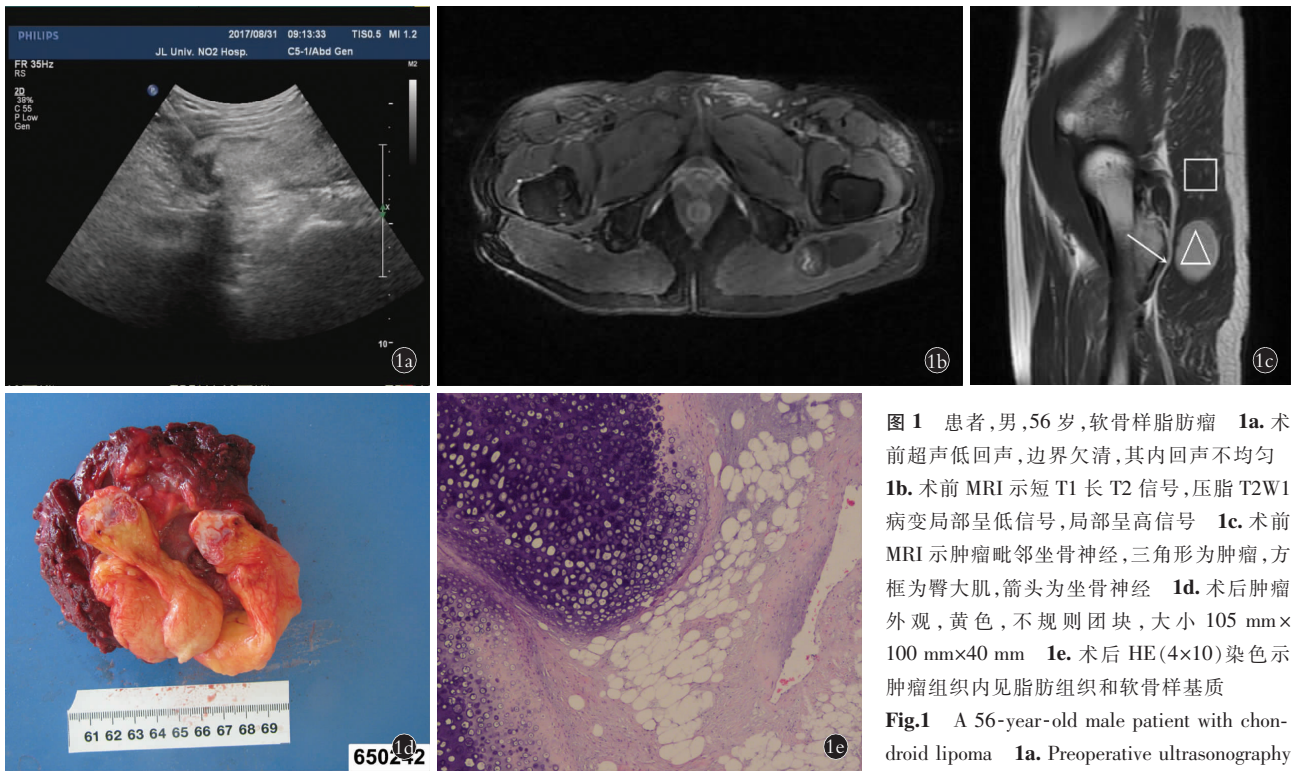 PHILIPS
2017/08/31 09:13:33 TIS0.5 MI 1.2
JL Univ. NO2 Hosp. C5-1/Abd Gen
FR 35Hz
RS
M2
2D
38%
C 55
P Low
Gen
x
10
1a
1b
1c
61 62 63 64 65 66 67 68 69
1d
650242
1e
图 1 患者,男,56 岁,软骨样脂肪瘤 1a. 术
前超声低回声,边界欠清,其内回声不均匀
1b. 术前 MRI 示短 T1 长 T2 信号,压脂 T2W1
病变局部呈低信号,局部呈高信号 1c. 术前
MRI 示肿瘤毗邻坐骨神经,三角形为肿瘤,方
框为臀大肌,箭头为坐骨神经 1d. 术后肿瘤
外观,黄色,不规则团块,大小 105 mm×
100 mm×40 mm 1e. 术后 HE(4×10)染色示
肿瘤组织内见脂肪组织和软骨样基质
Fig.1 A 56-year-old male patient with chon-
droid lipoma 1a. Preoperative ultrasonography